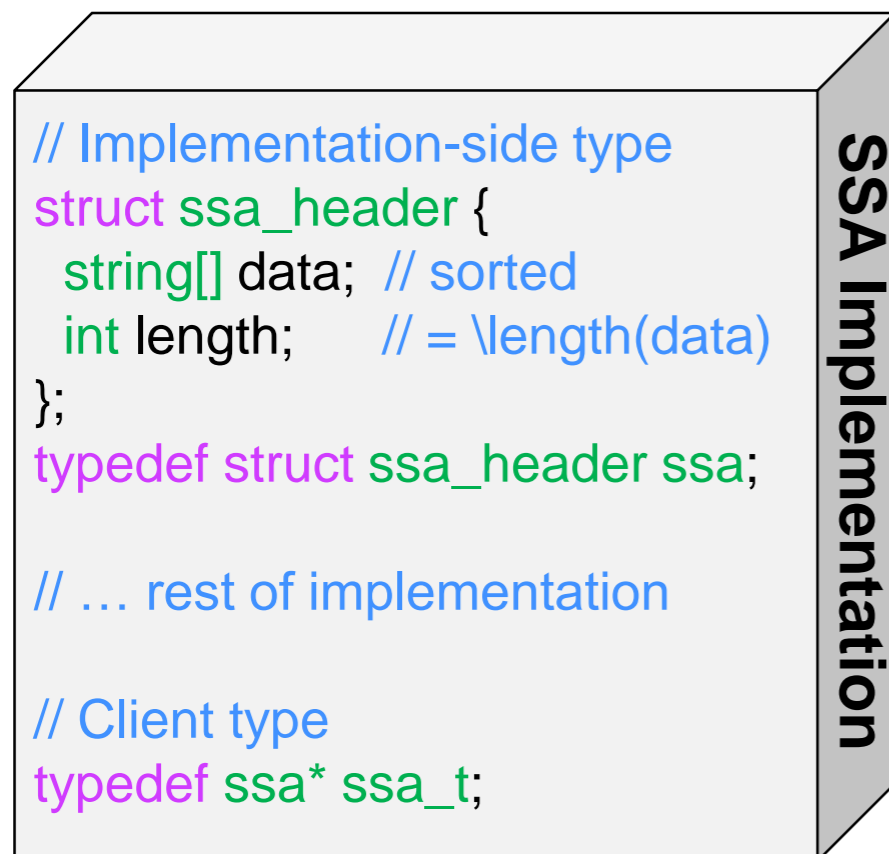 // Implementation-side type
struct ssa_header {
  string[] data;  // sorted
  int length;      // = \length(data)
};
typedef struct ssa_header ssa;
// … rest of implementation
// Client type
typedef ssa* ssa_t;
SSA Implementation